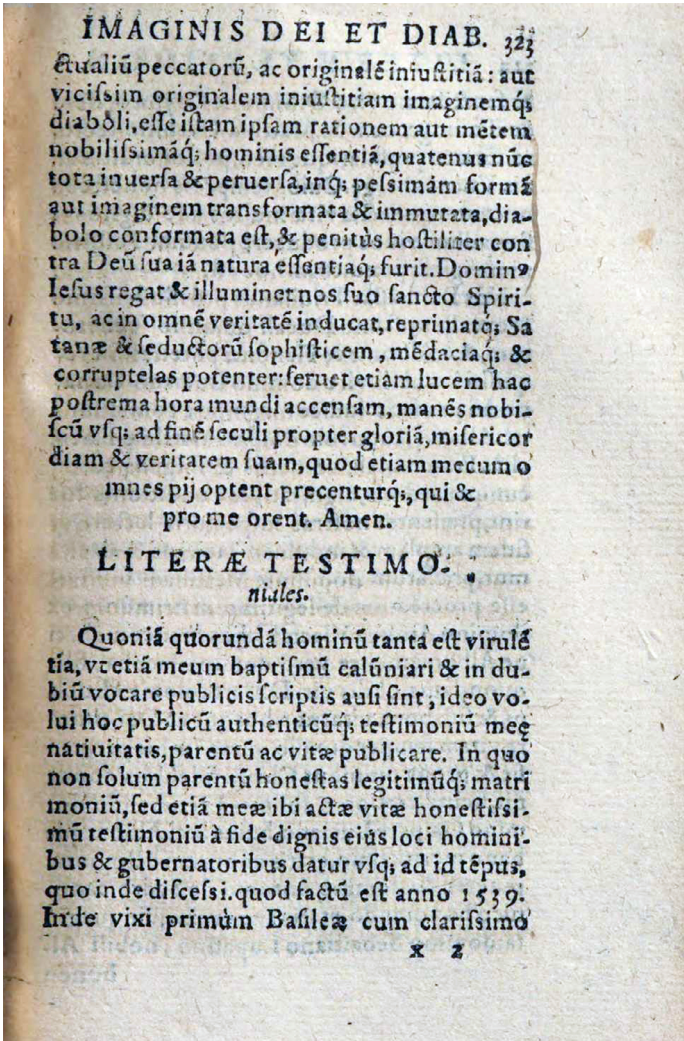 IMAGINIS DEI ET DIAB. 323
ctualiũ peccatorũ, ac originalẽ iniuſtitiã: aut
viciſsim originalem iniuſtitiam imaginemq́;
diaboli, eſſe iſtam ipſam rationem aut mẽtem
nobiliſsimãq́; hominis eſſentiã, quatenus nũc
tota inuerſa & peruerſa, inq́; peſsimam formã
aut imaginem transformata & immutata, dia-
bolo conformata eſt, & penitùs hoſtiliter con
tra Deũ ſua iã natura eſſentiaq́; furit. Dominꝰ
Ieſus regat & illuminet nos ſuo ſancto Spiri-
tu, ac in omnẽ veritatẽ inducat, reprimatq́; Sa
tanæ & ſeductorũ ſophiſticem, mẽdaciaq́; &
corruptelas potenter: ſeruet etiam lucem hac
poſtrema hora mundi accenſam, manẽs nobi-
ſcũ vſq; ad finẽ ſeculi propter gloriã, miſericor
diam & veritatem ſuam, quod etiam mecum o
mnes pij optent precenturq́;, qui &
pro me orent. Amen.
LITERÆ TESTIMO-
niales.
Quoniã quorundã hominũ tanta eſt virulẽ
tia, vt etiã meum baptiſmũ calũniari & in du-
biũ vocare publicis ſcriptis auſi ſint, ideo vo-
lui hoc publicũ authenticũq́; teſtimoniũ meę
natiuitatis, parentũ ac vitæ publicare. In quo
non ſolum parentũ honeſtas legitimũq́; matri
moniũ, ſed etiã meæ ibi actæ vitæ honeſtiſsi-
mũ teſtimoniũ à fide dignis eius loci homini-
bus & gubernatoribus datur vſq; ad id tẽpus,
quo inde diſceſsi. quod factũ eſt anno 1539.
Inde vixi primùm Baſileæ cum clariſsimo
x 2